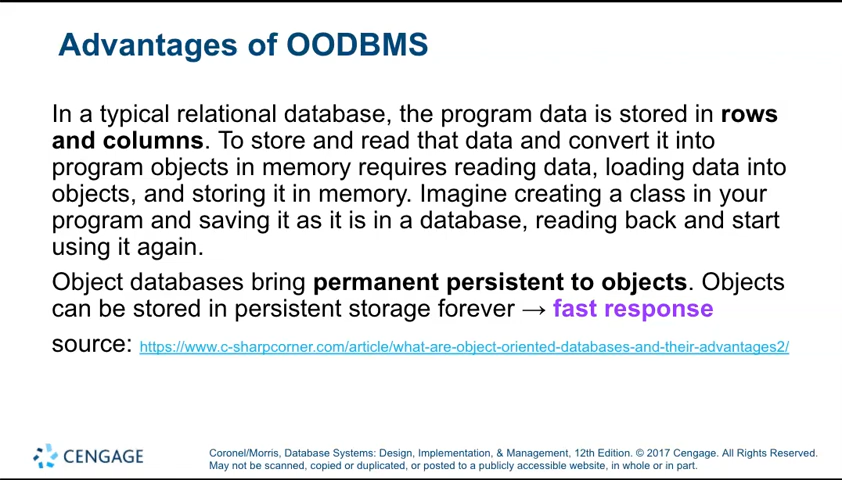 Advantages of OODBMS
In a typical relational database, the program data is stored in rows
and columns. To store and read that data and convert it into
program objects in memory requires reading data, loading data into
objects, and storing it in memory. Imagine creating a class in your
program and saving it as it is in a database, reading back and start
using it again.
Object databases bring permanent persistent to objects. Objects
can be stored in persistent storage forever → fast response
source: https://www.c-sharpcorner.com/article/what-are-object-oriented-databases-and-their-advantages2/
CENGAGE
Coronel/Morris, Database Systems: Design, Implementation, & Management, 12th Edition. © 2017 Cengage. All Rights Reserved.
May not be scanned, copied or duplicated, or posted to a publicly accessible website, in whole or in part.